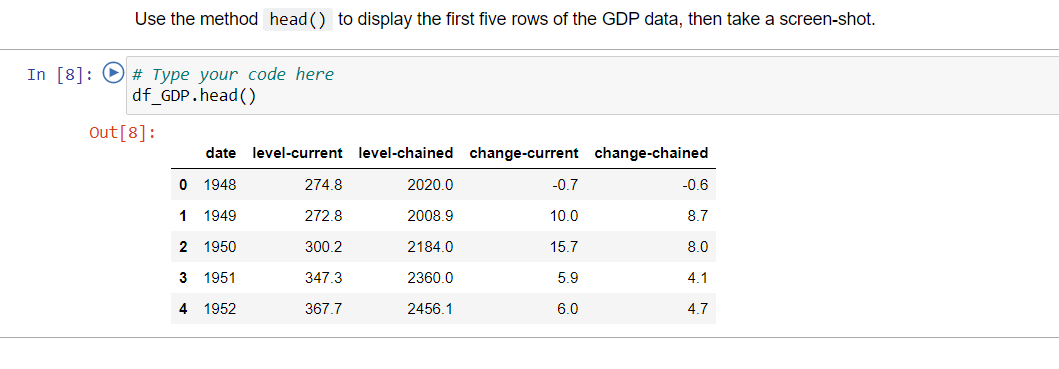 Use the method head() to display the first five rows of the GDP data, then take a screen-shot.
In [8]: # Type your code here
df_GDP.head()
Out[8]:
date level-current level-chained change-current change-chained
0 1948 274.8 2020.0 -0.7 -0.6
1 1949 272.8 2008.9 10.0 8.7
2 1950 300.2 2184.0 15.7 8.0
3 1951 347.3 2360.0 5.9 4.1
4 1952 367.7 2456.1 6.0 4.7